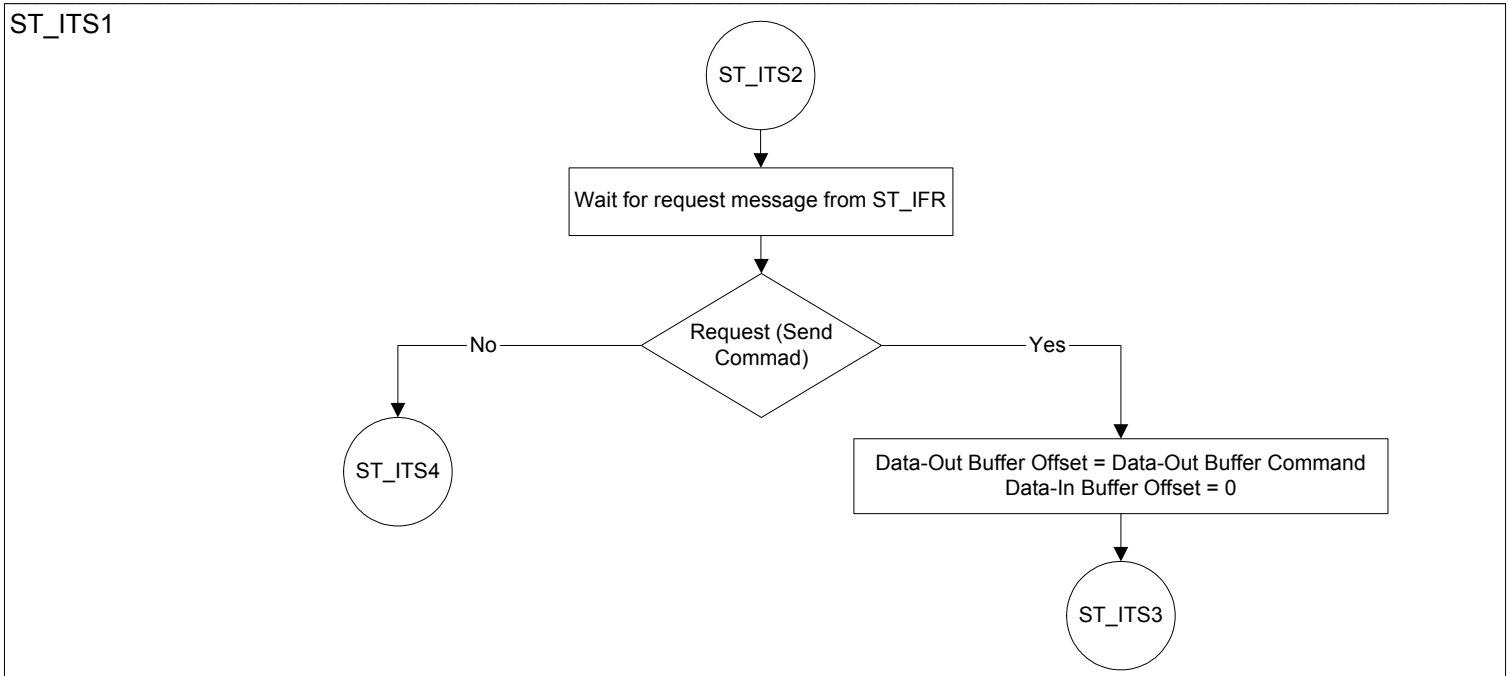 ST_ITS1
ST_ITS2
Wait for request message from ST_IFR
Request (Send
Commad)
No
Yes
ST_ITS4
Data-Out Buffer Offset = Data-Out Buffer Command
Data-In Buffer Offset = 0
ST_ITS3